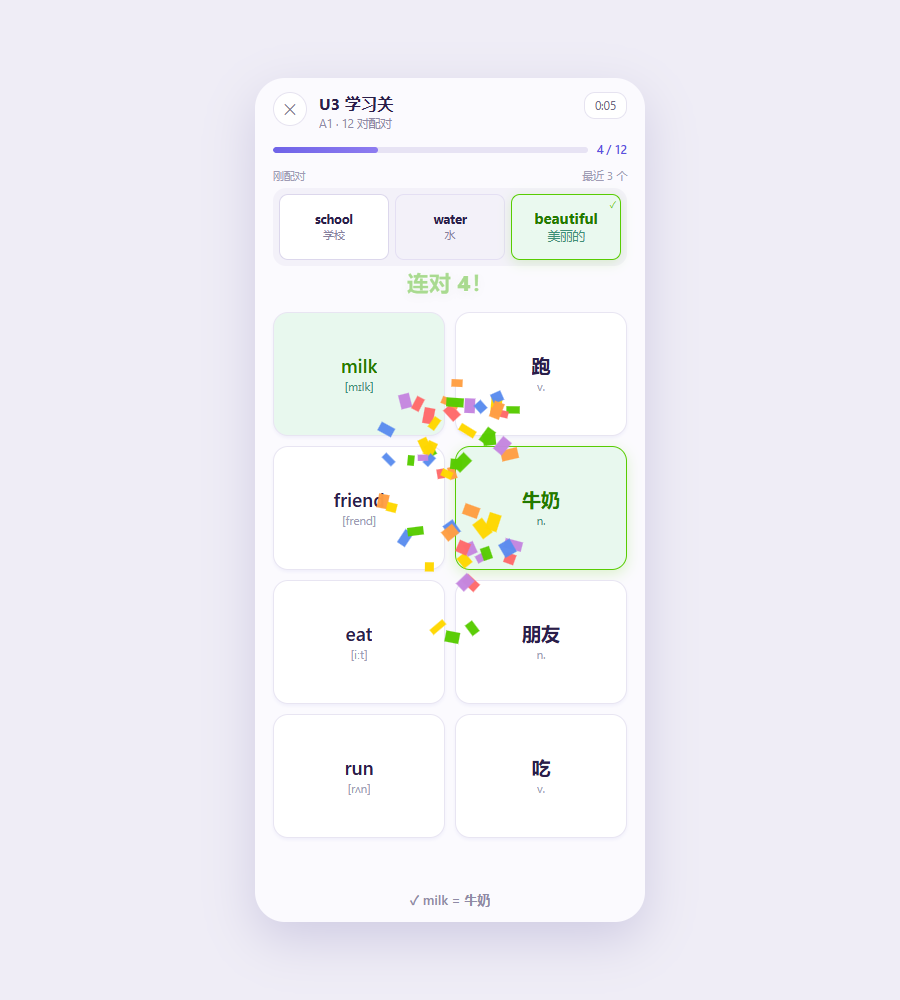 U3 学习关
A1 · 12 对配对
0:05
4 / 12
刚配对
最近 3 个
school
学校
water
水
✓
beautiful
美丽的
连对 4!
milk
[mɪlk]
跑
v.
friend
[frend]
牛奶
n.
eat
[iːt]
朋友
n.
run
[rʌn]
吃
v.
✓ milk = 牛奶